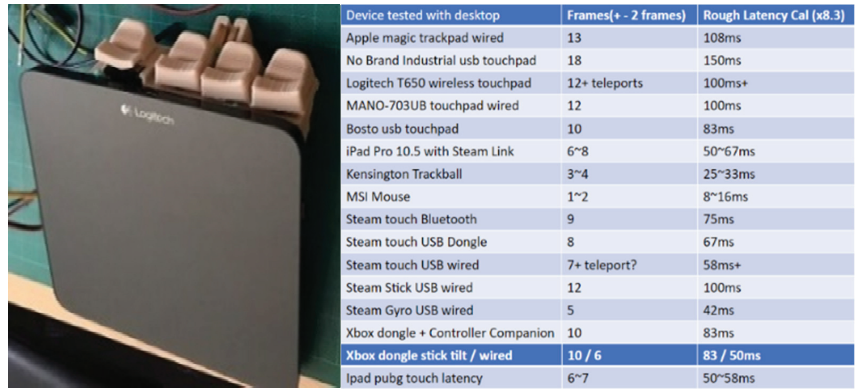 Logitech
Device tested with desktop Frames(+ - 2 frames) Rough Latency Cal (x8.3)
Apple magic trackpad wired 13 108ms
No Brand Industrial usb touchpad 18 150ms
Logitech T650 wireless touchpad 12+ teleports 100ms+
MANO-703UB touchpad wired 12 100ms
Bosto usb touchpad 10 83ms
iPad Pro 10.5 with Steam Link 6~8 50~67ms
Kensington Trackball 3~4 25~33ms
MSI Mouse 1~2 8~16ms
Steam touch Bluetooth 9 75ms
Steam touch USB Dongle 8 67ms
Steam touch USB wired 7+ teleport? 58ms+
Steam Stick USB wired 12 100ms
Steam Gyro USB wired 5 42ms
Xbox dongle + Controller Companion 10 83ms
Xbox dongle stick tilt / wired 10 / 6 83 / 50ms
Ipad pubg touch latency 6~7 50~58ms